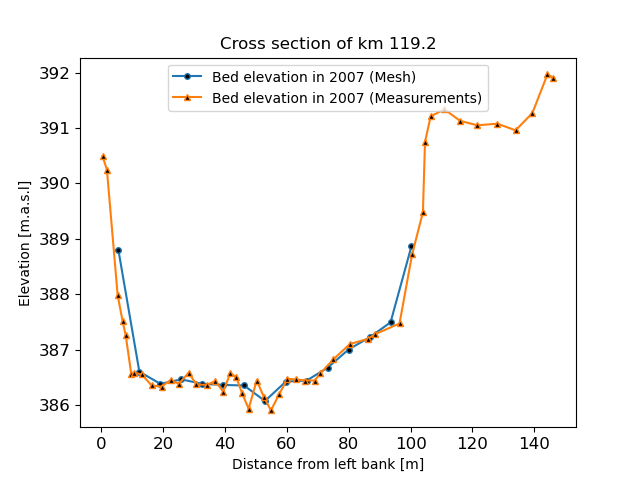 Cross section of km 119.2
Bed elevation in 2007 (Mesh)
Bed elevation in 2007 (Measurements)
Elevation [m.a.s.l]
392
391
390
389
388
387
386
0 20 40 60 80 100 120 140
Distance from left bank [m]